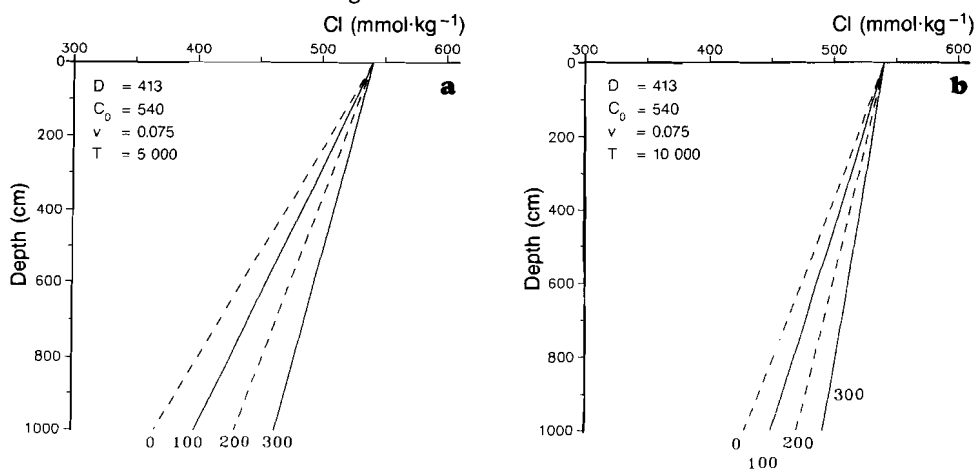 Cl (mmol·kg⁻¹)
300 400 500 600
0
200
400
600
800
1000
Depth (cm)
D = 413
C₀ = 540
v = 0.075
T = 5 000
a
0 100 200 300
Cl (mmol·kg⁻¹)
300 400 500 600
0
200
400
600
800
1000
Depth (cm)
D = 413
C₀ = 540
v = 0.075
T = 10 000
b
300
0 200
100